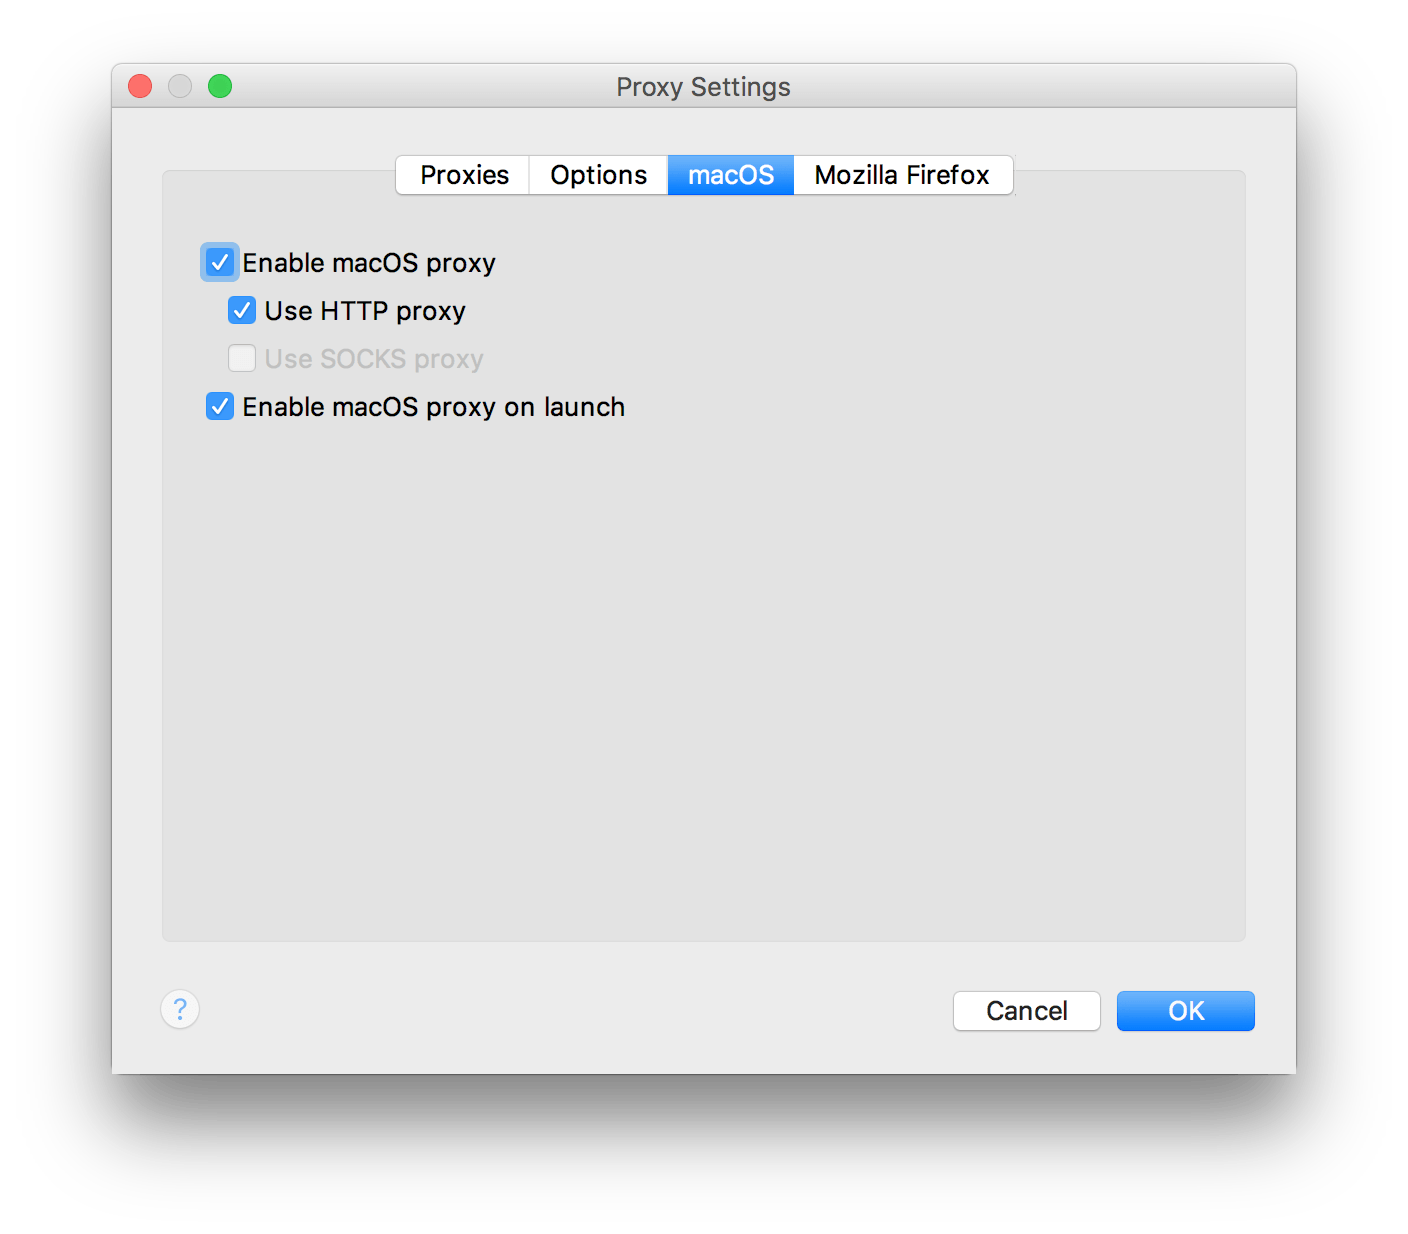 Proxy Settings
Proxies Options macOS Mozilla Firefox
Enable macOS proxy
Use HTTP proxy
Use SOCKS proxy
Enable macOS proxy on launch
? Cancel OK